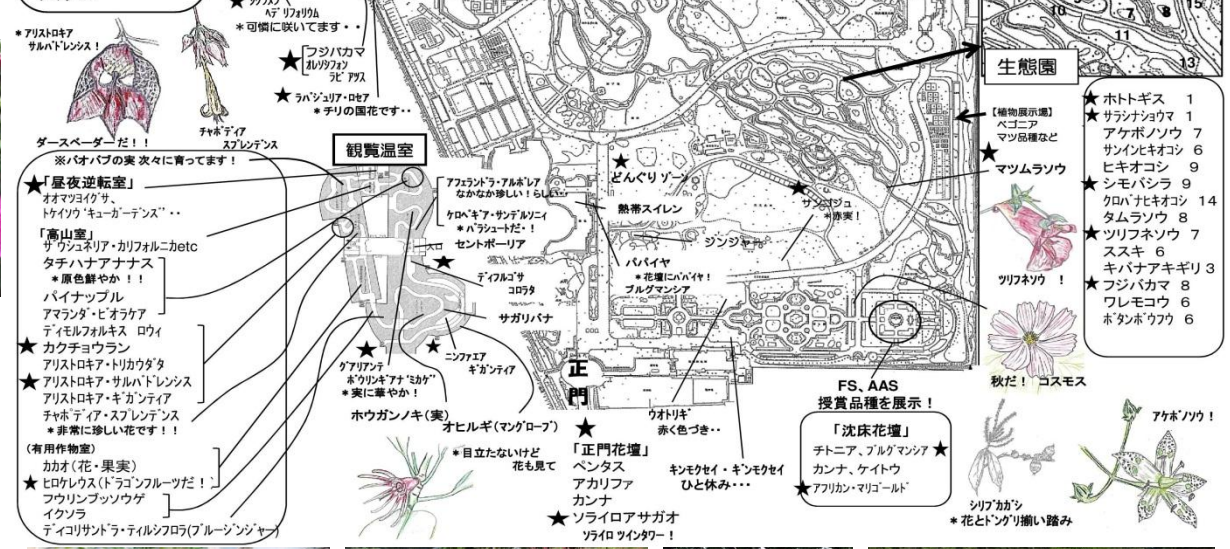 ヘデリフォリウム
*可憐に咲いてます・・
*アリストロキア
サルバドレンシス!
★フジバカマ
オルソシフォン
ラビアツス
★ラパジュリア・ロセア
*チリの国花です・・
ダースベーダーだ!!
チャボディア
スプレンデンス
※バオバブの実 次々に育ってます!
★「昼夜逆転室」
オオマツヨイグサ、
トケイソウ“キューガーデンズ”・・
「高山室」
ザウシュネリア・カリフォルニカetc
タチハナアナナス
*原色鮮やか!!
パイナップル
アマランダ・ビオラケア
ディモルフォルキス ロウィ
★カクチョウラン
アリストロキア・トリカウダタ
★アリストロキア・サルバドレンシス
アリストロキア・ギガンティア
チャボディア・スプレンデンス
*非常に珍しい花です!!
(有用作物室)
カカオ(花・果実)
★ヒロケレウス(ドラゴンフルーツだ!)
フウリンブッソウゲ
イクソラ
ディコリサンドラ・ティルシフロラ(ブルージンジャー)
観覧温室
アフェランドラ・アルボレア
なかなか珍しい!らしい・・
ケロペギア・サンデルソニィ
*パラシュートだ・!
入口
セントポーリア
★
ディフルゴサ
コロラタ
サガリバナ
★グアリアンテ
ボウリンギアナ“ミカゲ”
*実に華やか!
★ニンファエア
ギガンティア
ホウガンノキ(実)
オヒルギ(マングローブ)
*目立たないけど
花も見て
★
どんぐりゾーン
熱帯スイレン
ジンジャー
パパイヤ
*花壇にパパイヤ!
ブルグマンシア
★
サンゴジュ
*赤実!
正門
★
「正門花壇」
ペンタス
アカリファ
カンナ
★ソライロアサガオ
ソライロ ツインタワー!
ウオトリギ
赤く色づき・・
キンモクセイ・ギンモクセイ
ひと休み・・・
FS、AAS
授賞品種を展示!
「沈床花壇」
チトニア、ブルグマンシア★
カンナ、ケイトウ
★アフリカン・マリゴールド
10
7
8
15
11
13
生態園
【植物展示場】
ベゴニア
マツ品種など
★
マツムラソウ
ツリフネソウ !
秋だ! コスモス
シリブカガシ
*花とドングリ揃い踏み
アケボノソウ!
★ホトトギス 1
★サラシナショウマ 1
アケボノソウ 7
サンインヒキオコシ 6
ヒキオコシ 9
★シモバシラ 9
クロバナヒキオコシ 14
タムラソウ 8
★ツリフネソウ 7
ススキ 6
キバナアキギリ 3
★フジバカマ 8
ワレモコウ 6
ボタンボウフウ 6